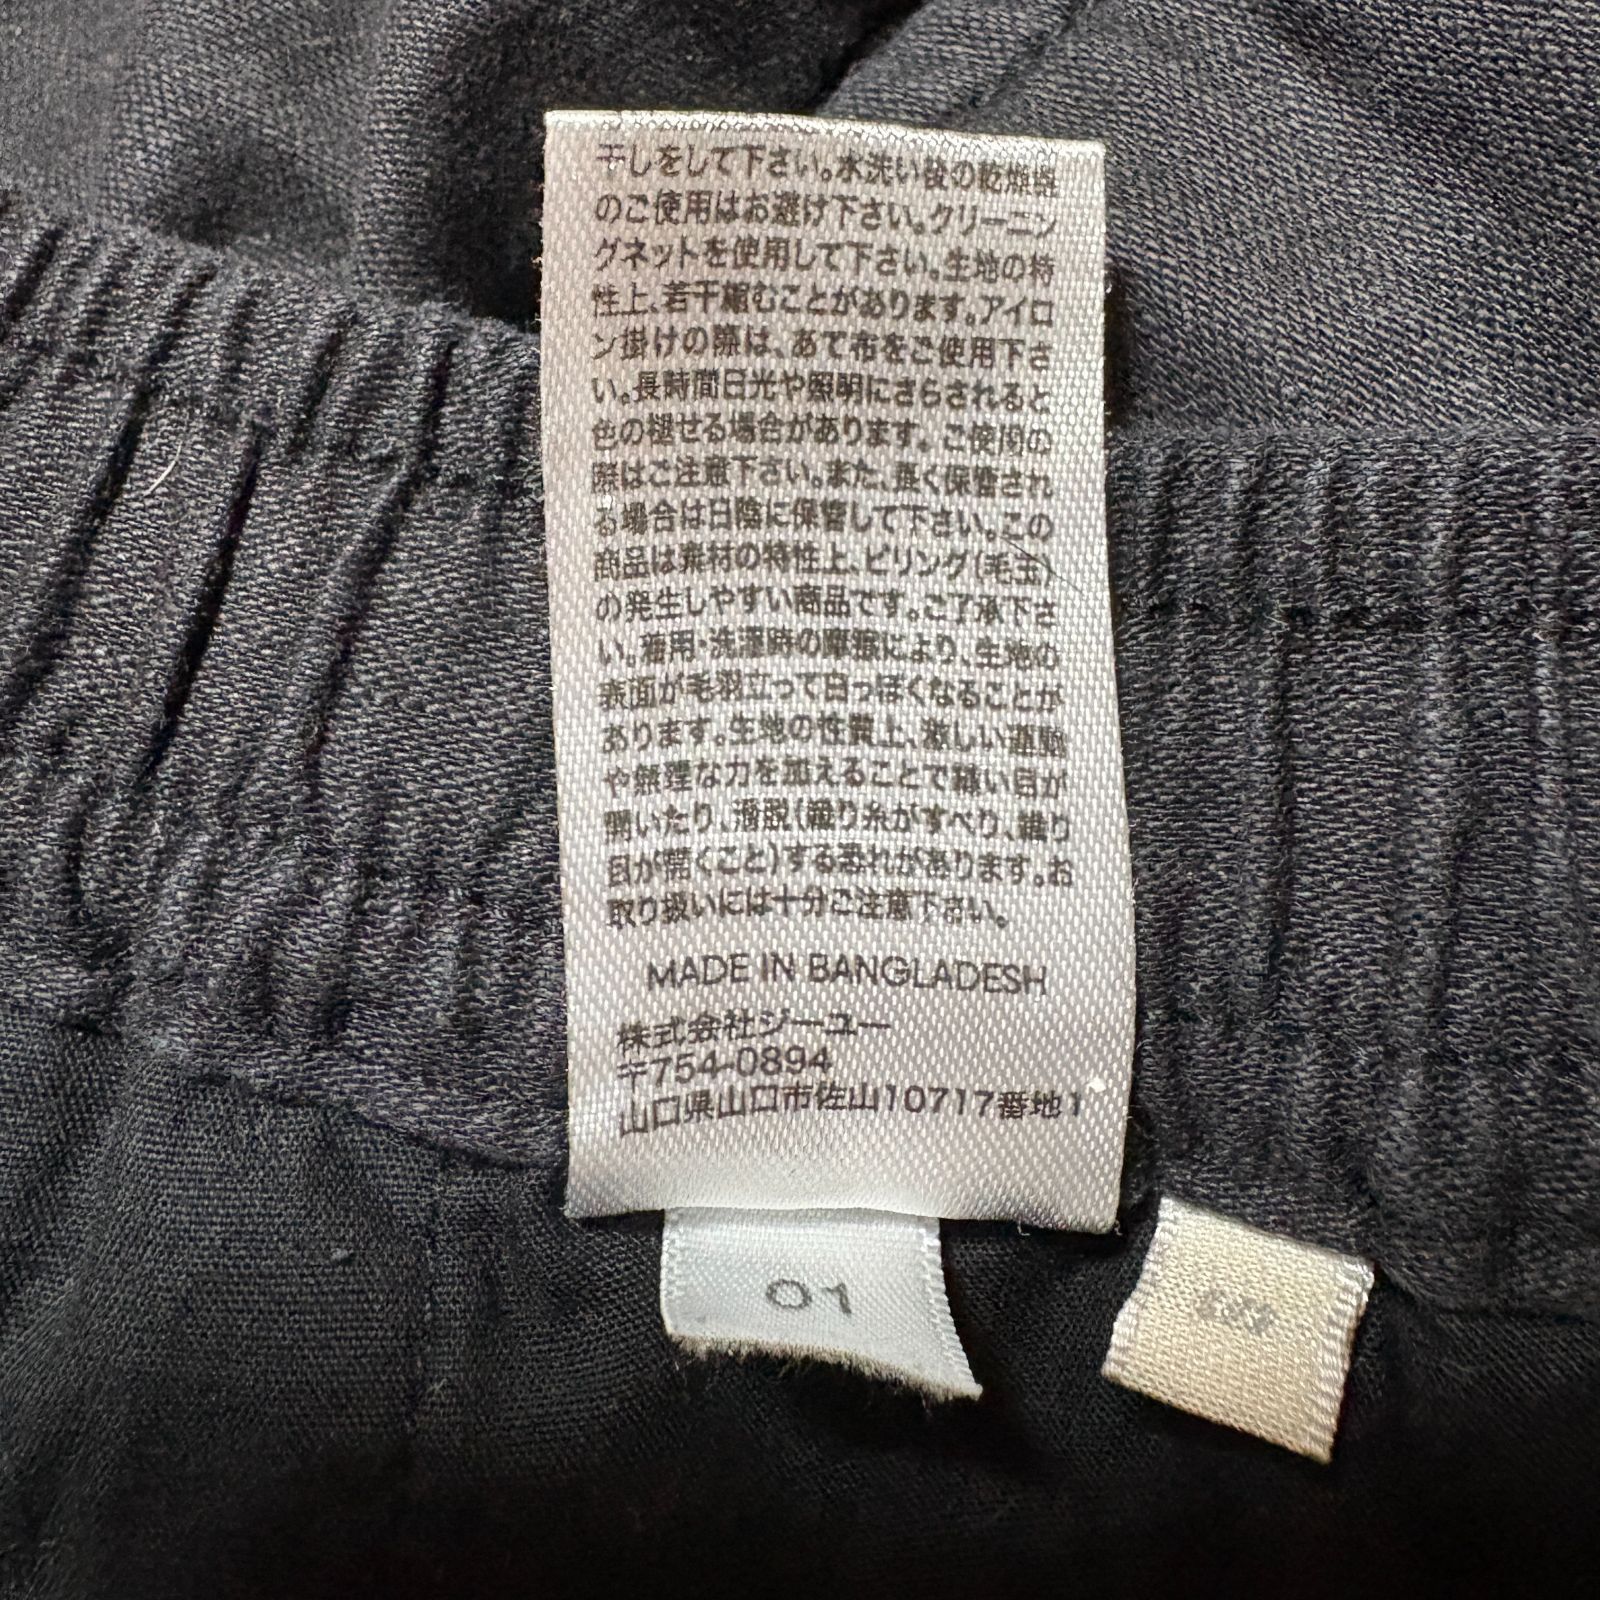 干しをして下さい。水洗い後の乾燥機
のご使用はお避け下さい。クリーニン
グネットを使用して下さい。生地の特
性上、若干縮むことがあります。アイロ
ン掛けの際は、あて布をご使用下さ
い。長時間日光や照明にさらされると
色の褪せる場合があります。ご使用の
際はご注意下さい。また、長く保管され
る場合は日陰に保管して下さい。この
商品は素材の特性上、ピリング(毛玉)
の発生しやすい商品です。ご了承下さ
い。着用・洗濯時の摩擦により、生地の
表面が毛羽立って白っぽくなることが
あります。生地の性質上、激しい運動
や無理な力を加えることで縫い目が
開いたり、滑脱(織り糸がすべり、織り
目が開くこと)する恐れがあります。お
取り扱いには十分ご注意下さい。
MADE IN BANGLADESH
株式会社ジーユー
〒754-0894
山口県山口市佐山10717番地1
01